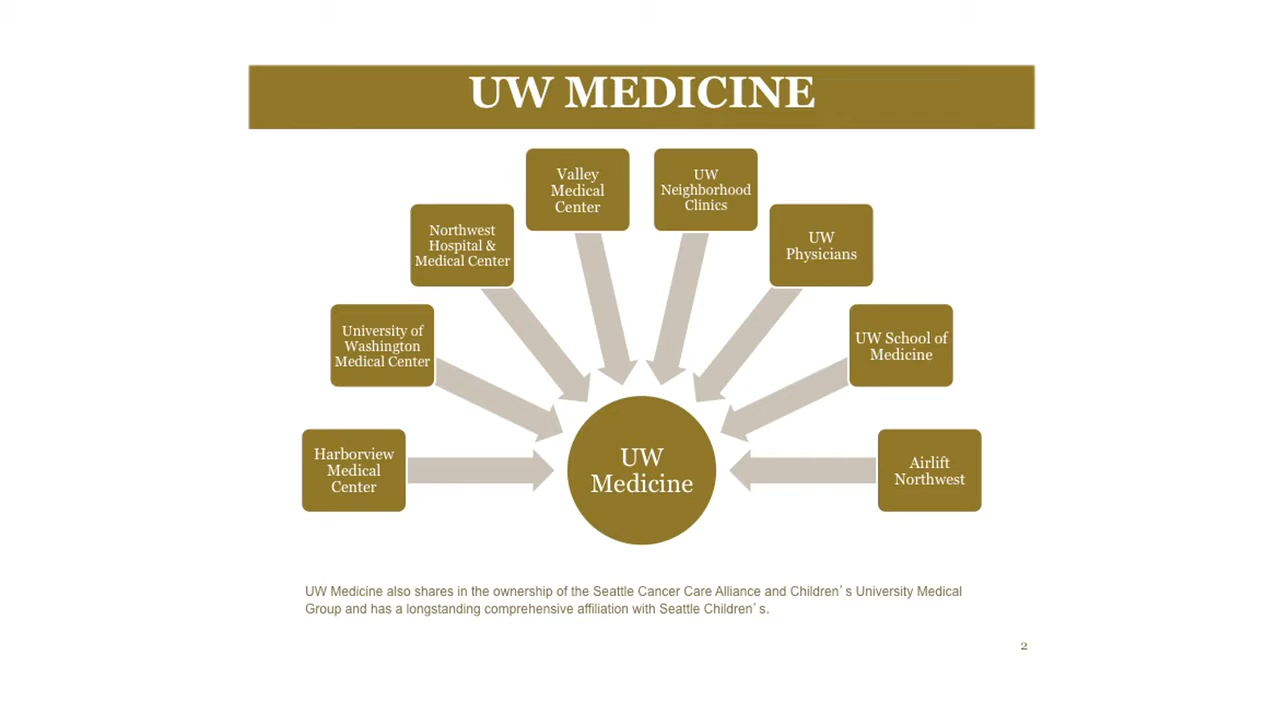 UW MEDICINE
Valley
Medical
Center
UW
Neighborhood
Clinics
Northwest
Hospital &
Medical Center
UW
Physicians
University of
Washington
Medical Center
UW School of
Medicine
Harborview
Medical
Center
UW
Medicine
Airlift
Northwest
UW Medicine also shares in the ownership of the Seattle Cancer Care Alliance and Children’s University Medical
Group and has a longstanding comprehensive affiliation with Seattle Children’s.
2